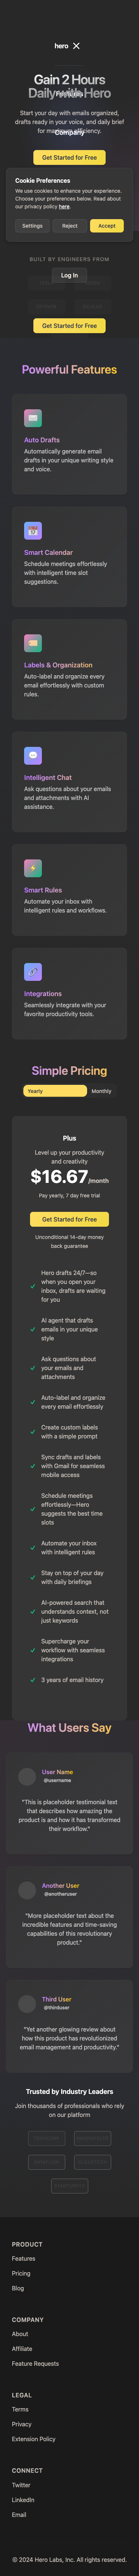 hero
Gain 2 Hours
Features
Daily with Hero
Start your day with emails organized,
drafts ready in your voice, and daily brief
for maximum efficiency.
Company
Get Started for Free
Cookie Preferences
We use cookies to enhance your experience.
Choose your preferences below. Read about
our privacy policy here.
Settings
Reject
Accept
BUILT BY ENGINEERS FROM
Log In
Get Started for Free
Powerful Features
Auto Drafts
Automatically generate email
drafts in your unique writing style
and voice.
Smart Calendar
Schedule meetings effortlessly
with intelligent time slot
suggestions.
Labels & Organization
Auto-label and organize every
email effortlessly with custom
rules.
Intelligent Chat
Ask questions about your emails
and attachments with AI
assistance.
Smart Rules
Automate your inbox with
intelligent rules and workflows.
Integrations
Seamlessly integrate with your
favorite productivity tools.
Simple Pricing
Yearly
Monthly
Plus
Level up your productivity
and creativity
$16.67/month
Pay yearly, 7 day free trial
Get Started for Free
Unconditional 14-day money
back guarantee
Hero drafts 24/7—so
when you open your
inbox, drafts are waiting
for you
AI agent that drafts
emails in your unique
style
Ask questions about
your emails and
attachments
Auto-label and organize
every email effortlessly
Create custom labels
with a simple prompt
Sync drafts and labels
with Gmail for seamless
mobile access
Schedule meetings
effortlessly—Hero
suggests the best time
slots
Automate your inbox
with intelligent rules
Stay on top of your day
with daily briefings
AI-powered search that
understands context, not
just keywords
Supercharge your
workflow with seamless
integrations
3 years of email history
What Users Say
User Name
@username
"This is placeholder testimonial text
that describes how amazing the
product is and how it has transformed
their workflow."
Another User
@anotheruser
"More placeholder text about the
incredible features and time-saving
capabilities of this revolutionary
product."
Third User
@thirduser
"Yet another glowing review about
how this product has revolutionized
email management and productivity."
Trusted by Industry Leaders
Join thousands of professionals who rely
on our platform
PRODUCT
Features
Pricing
Blog
COMPANY
About
Affiliate
Feature Requests
LEGAL
Terms
Privacy
Extension Policy
CONNECT
Twitter
LinkedIn
Email
© 2024 Hero Labs, Inc. All rights reserved.